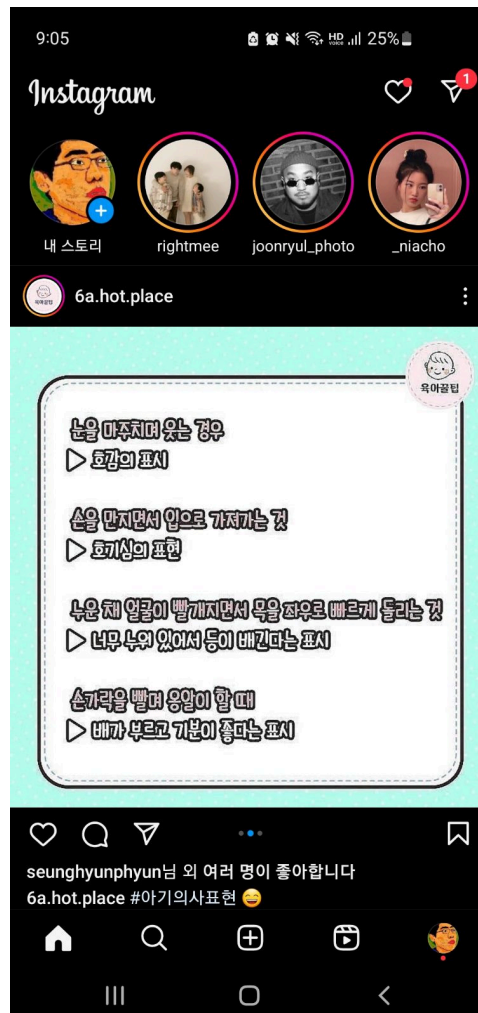 9:05
HD voice 25%
Instagram
1
내 스토리
rightmee
joonryul_photo
_niacho
육아꿀팁
6a.hot.place
육아꿀팁
눈을 마주치며 웃는 경우
▷ 호감의 표시
손을 만지면서 입으로 가져가는 것
▷ 호기심의 표현
누운 채 얼굴이 빨개지면서 목을 좌우로 빠르게 돌리는 것
▷ 너무 누워 있어서 등이 배긴다는 표시
손가락을 빨며 옹알이 할 때
▷ 배가 부르고 기분이 좋다는 표시
seunghyunphyun님 외 여러 명이 좋아합니다
6a.hot.place #아기의사표현 😄